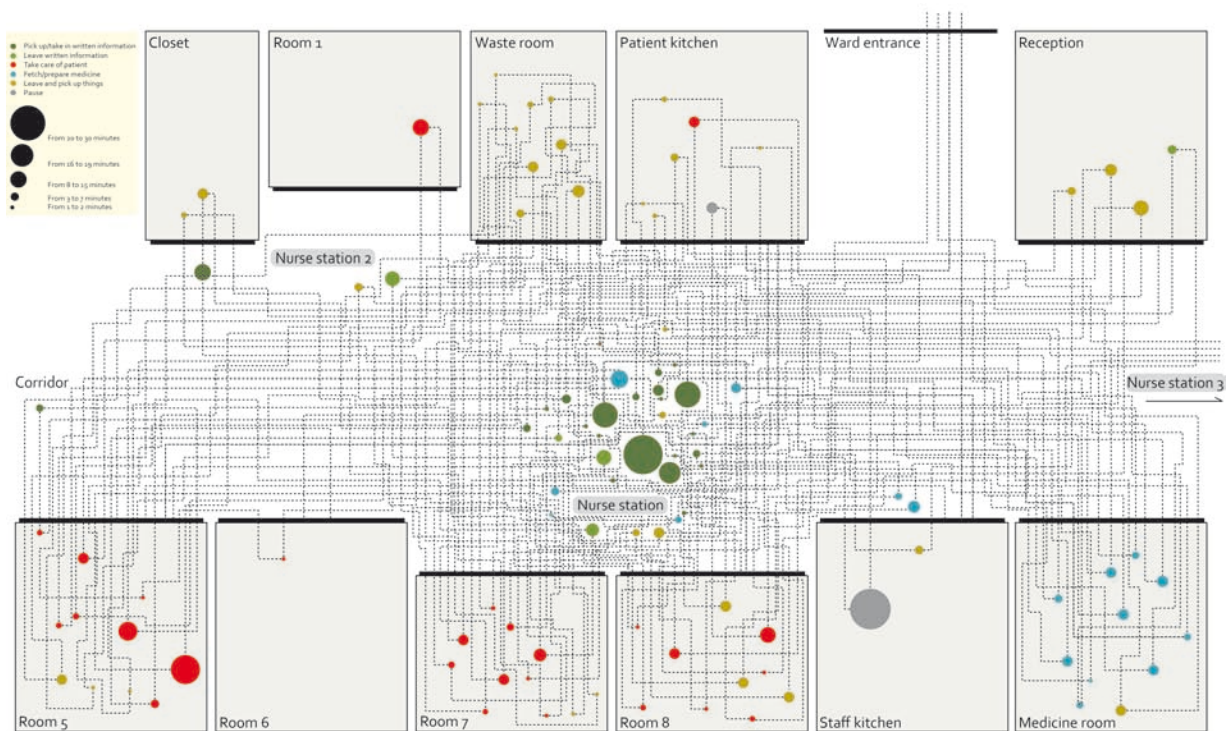 Pick up/take in written information
Leave written information
Take care of patient
Fetch/prepare medicine
Leave and pick up things
Pause
From 20 to 30 minutes
From 16 to 19 minutes
From 8 to 15 minutes
From 3 to 7 minutes
From 1 to 2 minutes
Closet
Room 1
Waste room
Patient kitchen
Ward entrance
Reception
Nurse station 2
Corridor
Nurse station 3
Nurse station
Room 5
Room 6
Room 7
Room 8
Staff kitchen
Medicine room